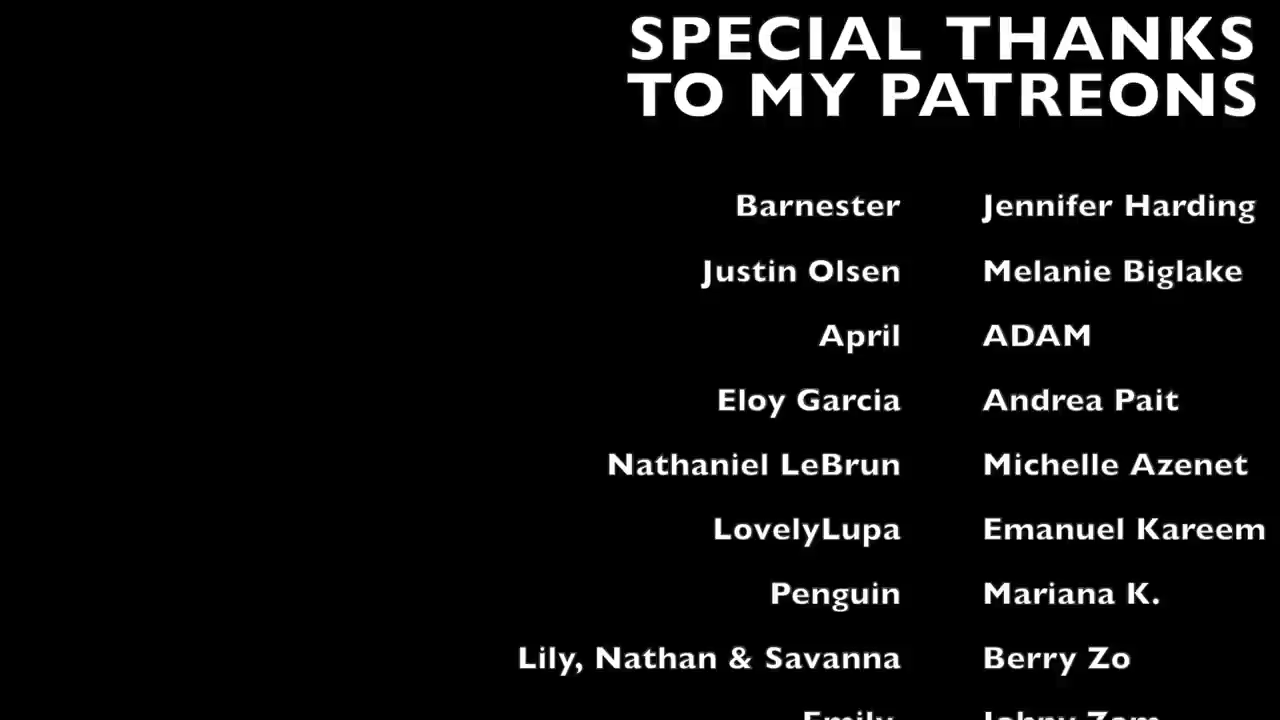 SPECIAL THANKS
TO MY PATREONS
Barnester Jennifer Harding
Justin Olsen Melanie Biglake
April ADAM
Eloy Garcia Andrea Pait
Nathaniel LeBrun Michelle Azenet
LovelyLupa Emanuel Kareem
Penguin Mariana K.
Lily, Nathan & Savanna Berry Zo